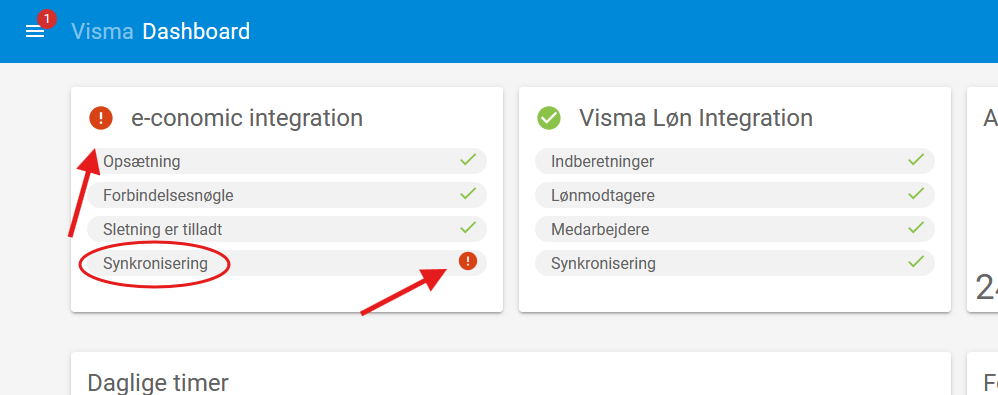 1
Visma Dashboard
e-conomic integration
Opsætning
Forbindelsesnøgle
Sletning er tilladt
Synkronisering
Visma Løn Integration
Indberetninger
Lønmodtagere
Medarbejdere
Synkronisering
A
24
Daglige timer